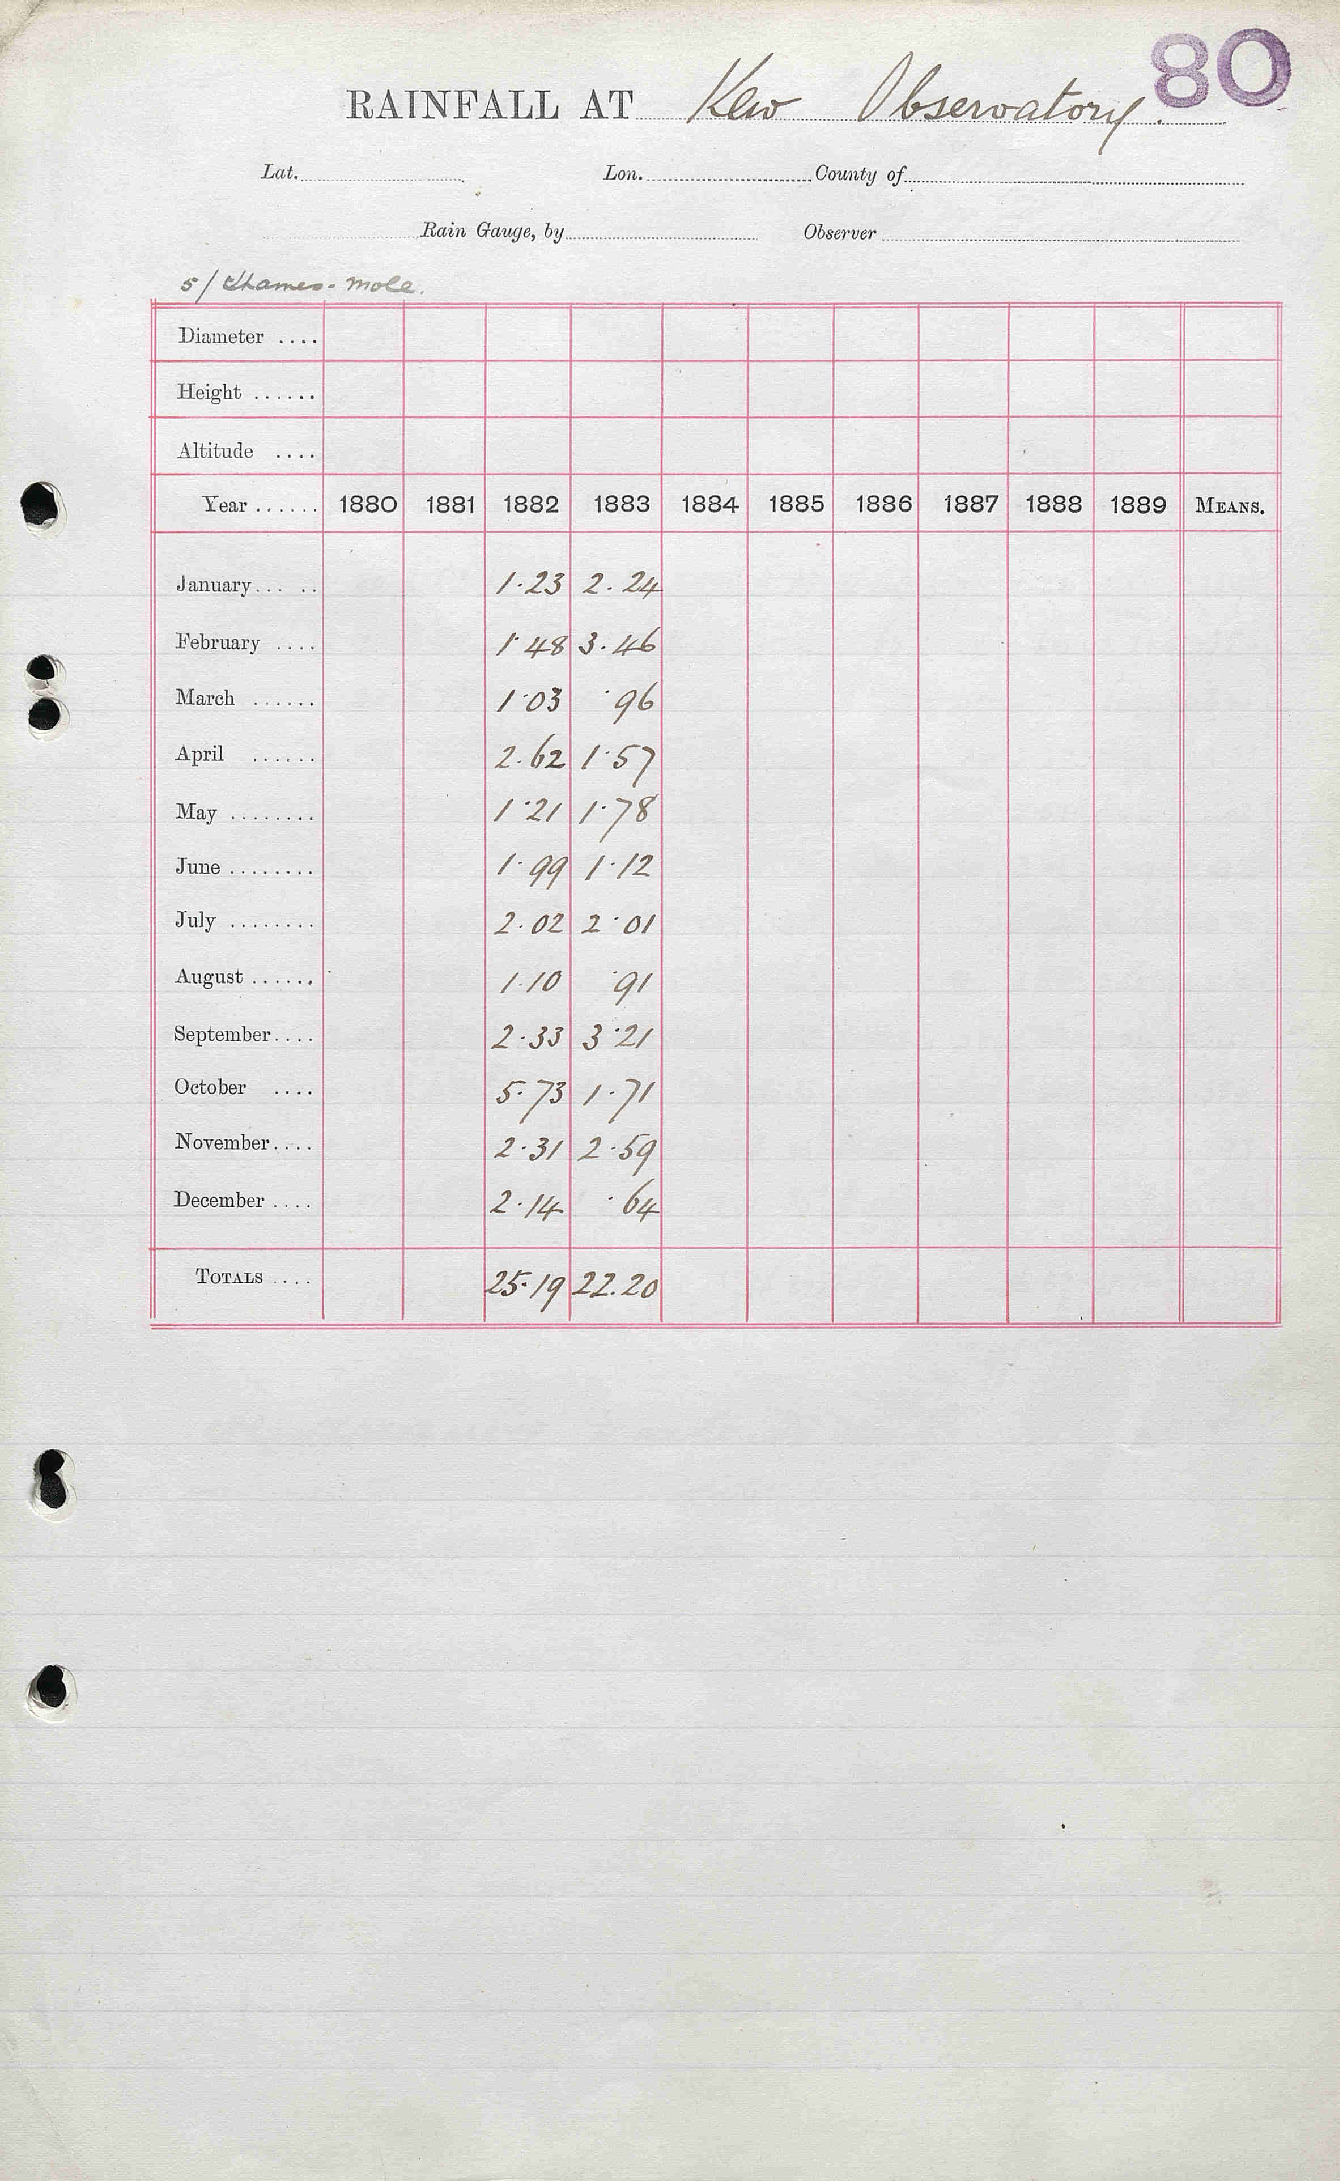 80
RAINFALL AT Kew Observatory.
Lat. Lon. County of
Rain Gauge, by Observer
5/ Thames-Mole.
Diameter ....
Height ......
Altitude ....
Year ...... 1880 1881 1882 1883 1884 1885 1886 1887 1888 1889 MEANS.
January ... .. 1.23 2.24
February .... 1.48 3.46
March ...... 1.03 .96
April ...... 2.62 1.57
May ........ 1.21 1.78
June ........ 1.99 1.12
July ........ 2.02 2.01
August ...... 1.10 .91
September .... 2.33 3.21
October .... 5.73 1.71
November .... 2.31 2.59
December .... 2.14 .64
TOTALS .... 25.19 22.20